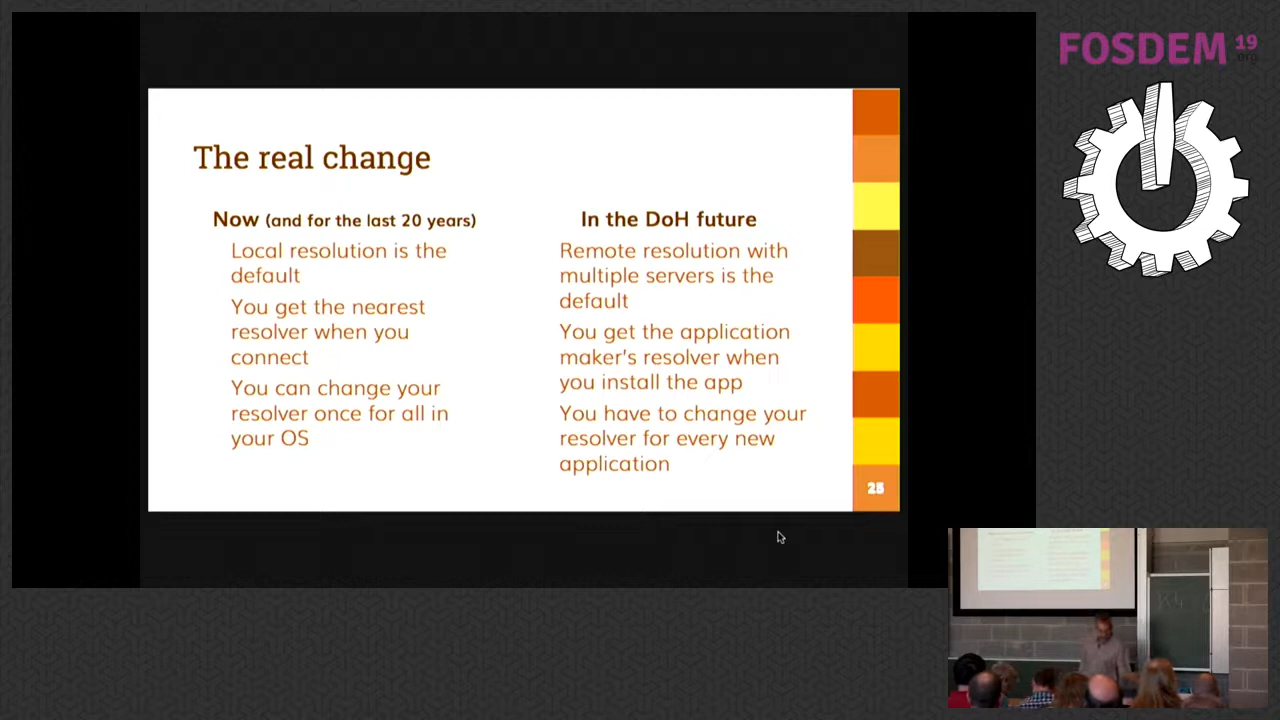 FOSDEM 19
.org
The real change
Now (and for the last 20 years)
Local resolution is the
default
You get the nearest
resolver when you
connect
You can change your
resolver once for all in
your OS
In the DoH future
Remote resolution with
multiple servers is the
default
You get the application
maker's resolver when
you install the app
You have to change your
resolver for every new
application
25